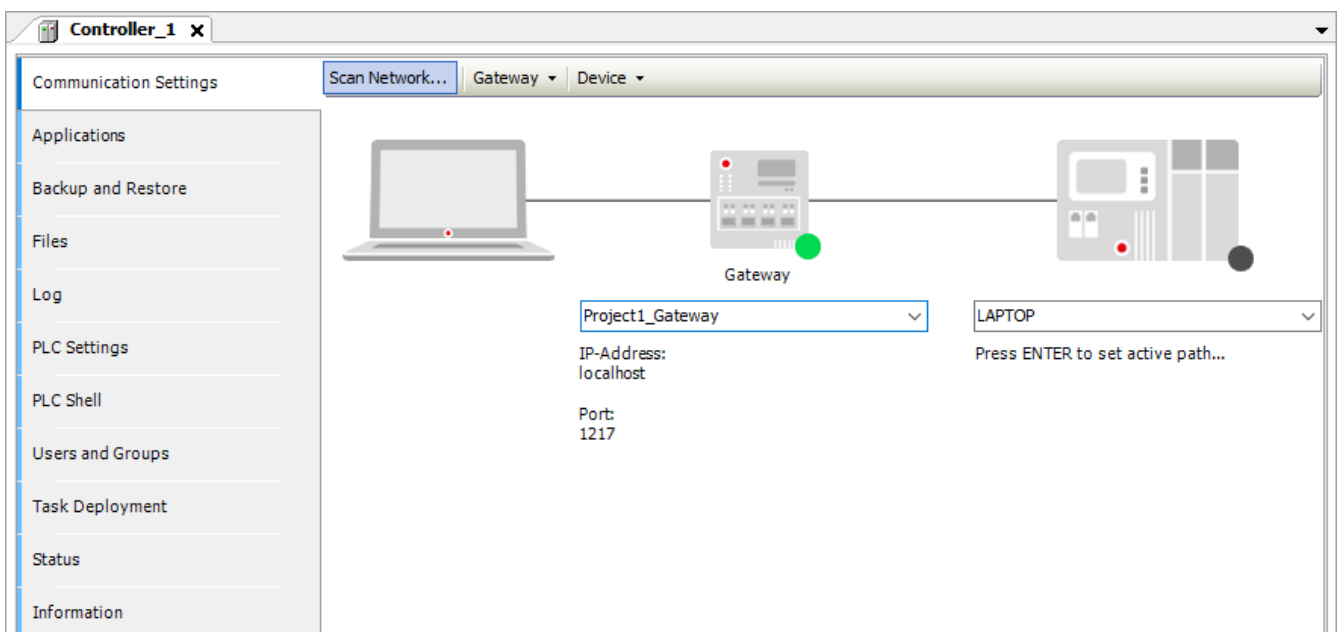 Controller_1
Communication Settings
Applications
Backup and Restore
Files
Log
PLC Settings
PLC Shell
Users and Groups
Task Deployment
Status
Information
Scan Network...
Gateway
Device
Gateway
Project1_Gateway
IP-Address:
localhost
Port:
1217
LAPTOP
Press ENTER to set active path...